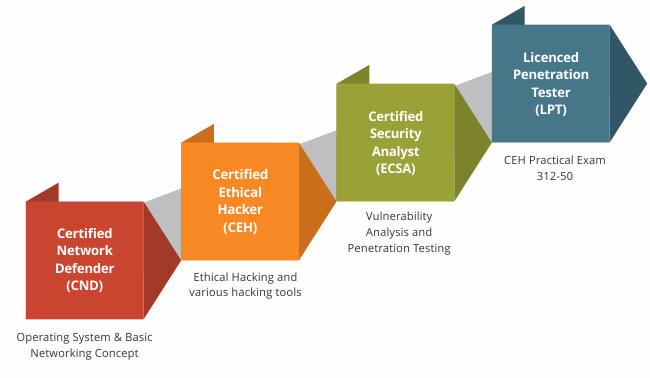 Certified
Network
Defender
(CND)
Operating System & Basic
Networking Concept
Certified
Ethical
Hacker
(CEH)
Ethical Hacking and
various hacking tools
Certified
Security
Analyst
(ECSA)
Vulnerability
Analysis and
Penetration Testing
Licenced
Penetration
Tester
(LPT)
CEH Practical Exam
312-50